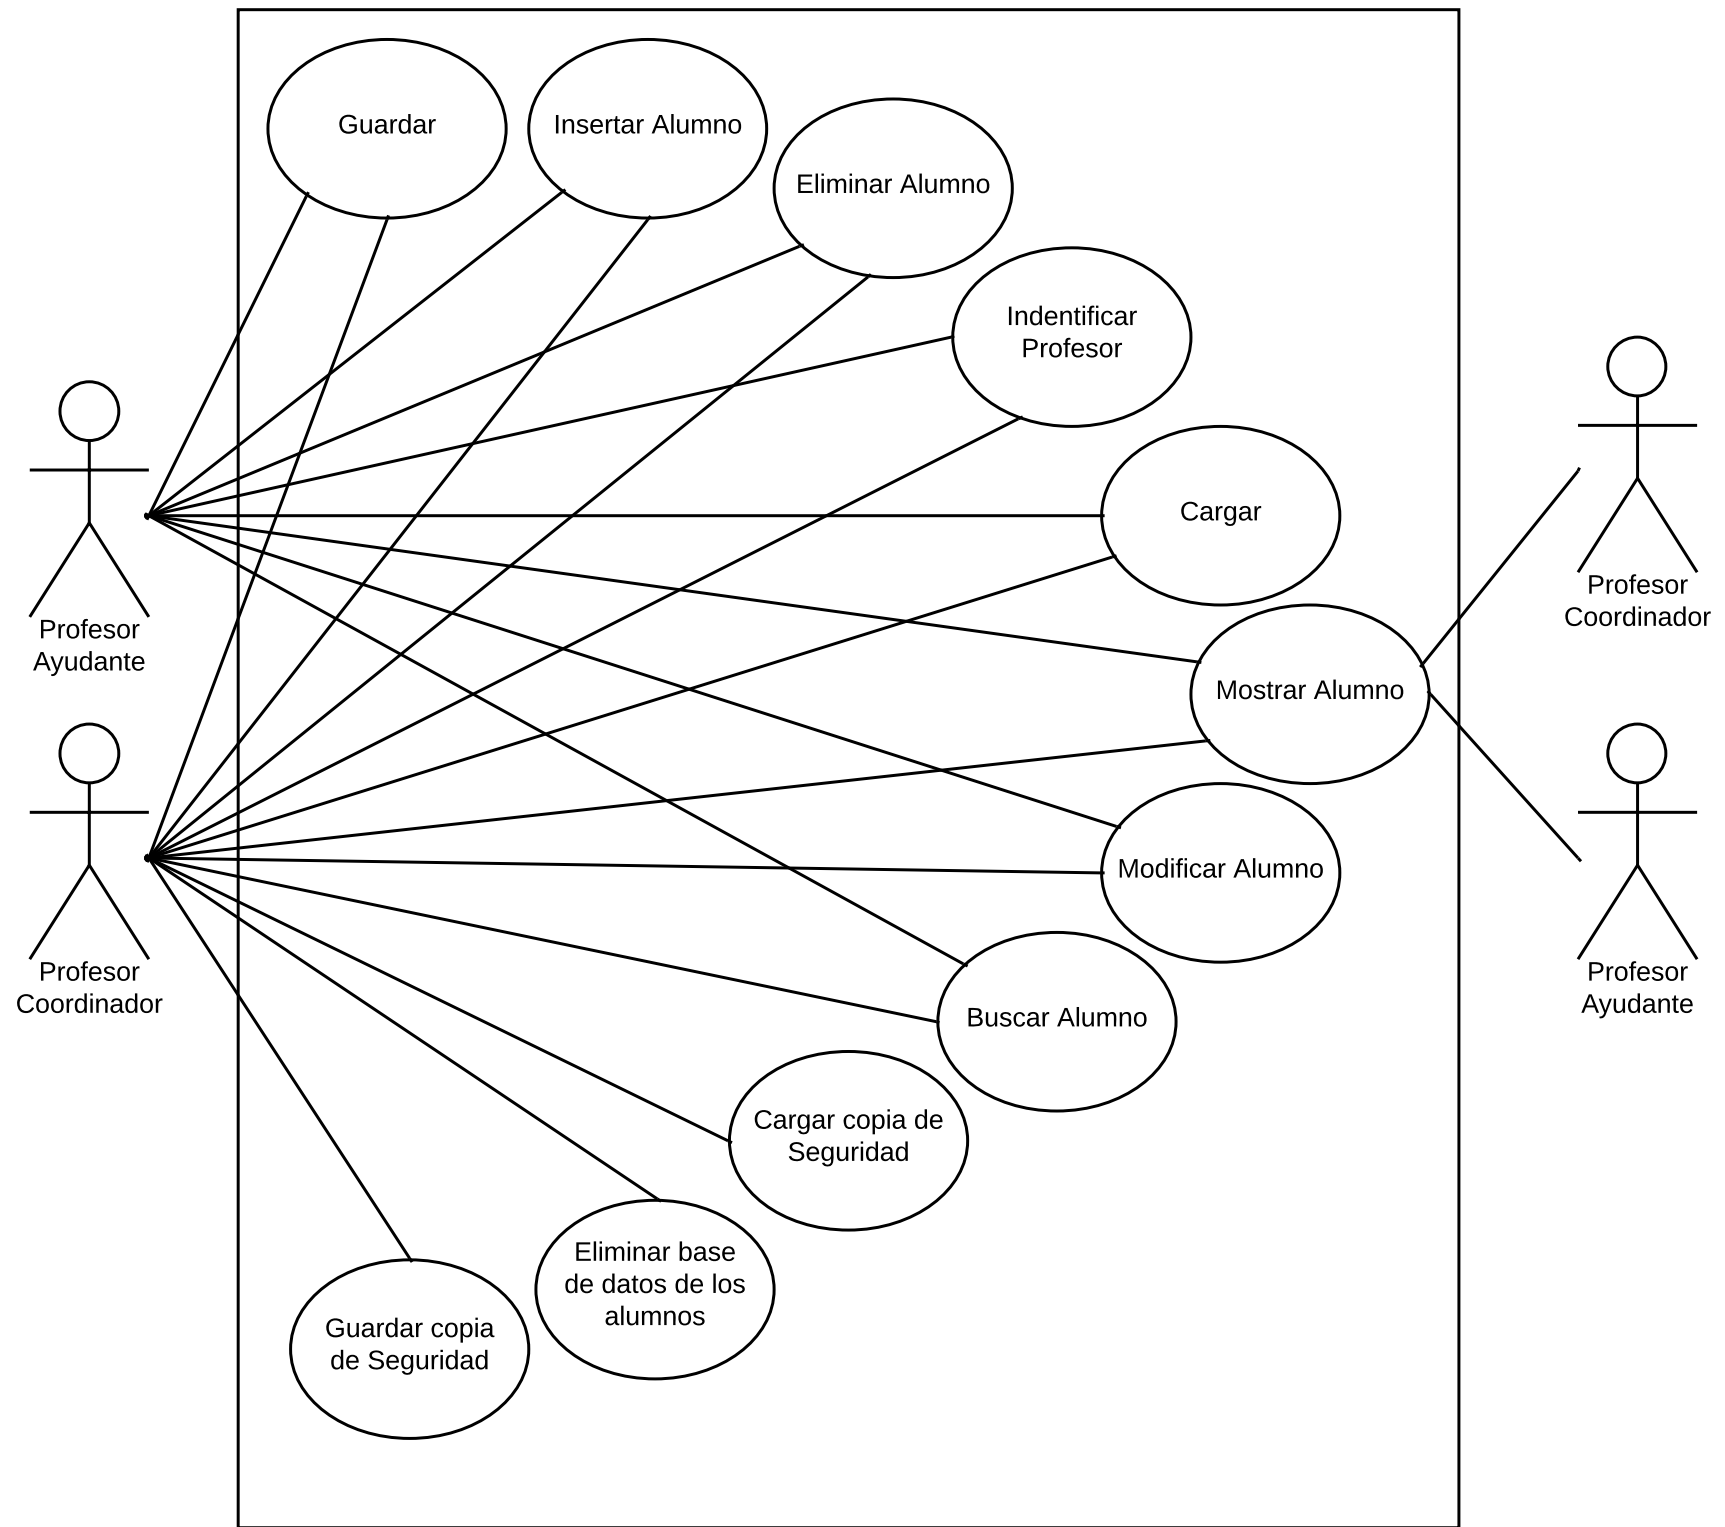 Guardar
Insertar Alumno
Eliminar Alumno
Indentificar
Profesor
Cargar
Profesor
Coordinador
Profesor
Ayudante
Mostrar Alumno
Modificar Alumno
Profesor
Coordinador
Profesor
Ayudante
Buscar Alumno
Cargar copia de
Seguridad
Eliminar base
de datos de los
alumnos
Guardar copia
de Seguridad